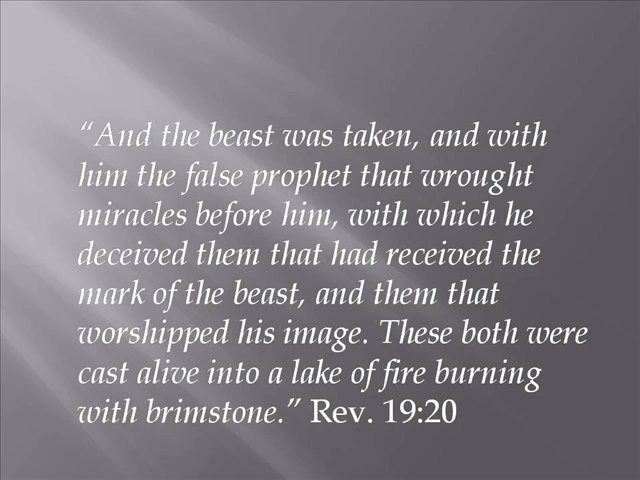 “And the beast was taken, and with
him the false prophet that wrought
miracles before him, with which he
deceived them that had received the
mark of the beast, and them that
worshipped his image. These both were
cast alive into a lake of fire burning
with brimstone.” Rev. 19:20